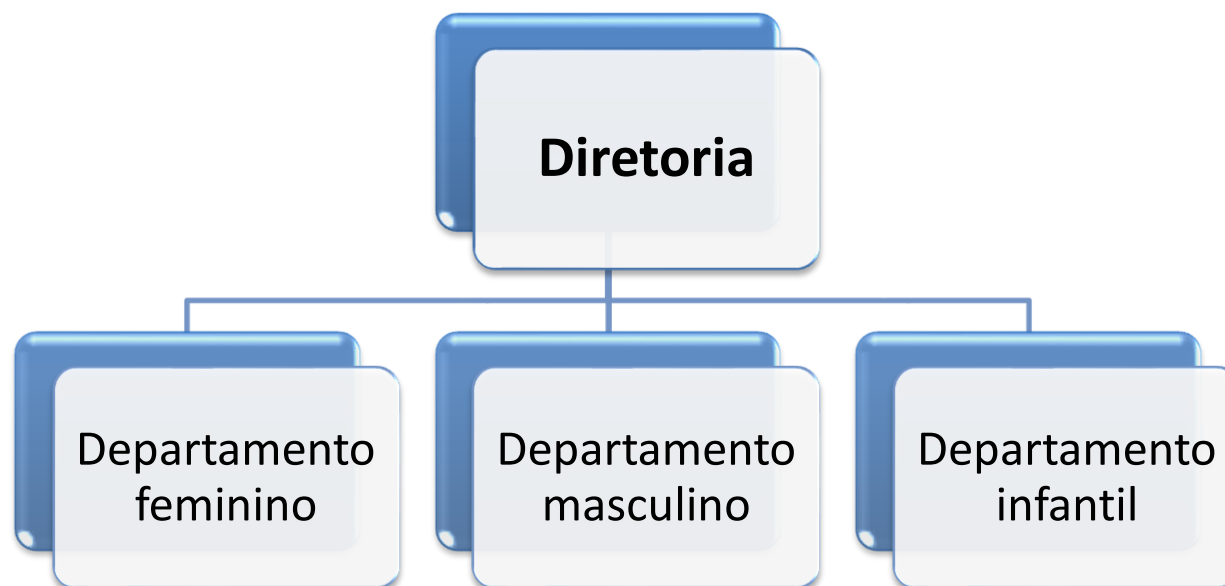 Diretoria
Departamento
feminino
Departamento
masculino
Departamento
infantil